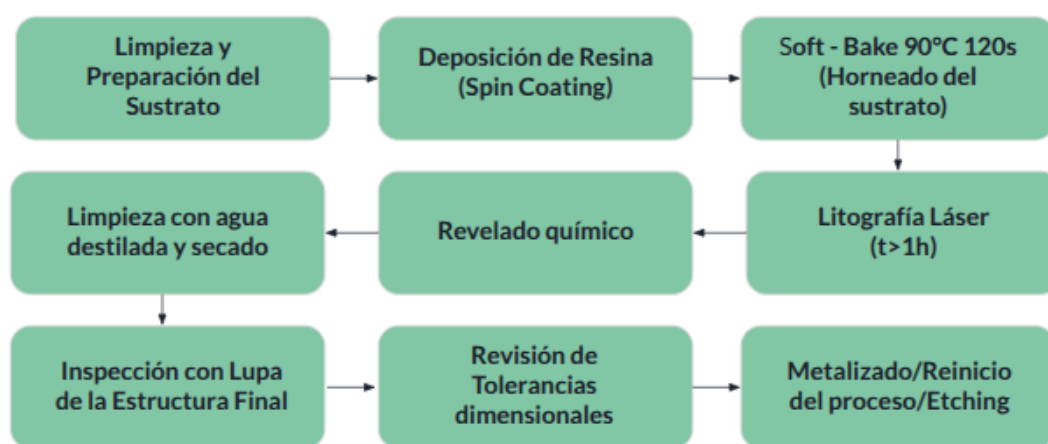 Limpieza y
Preparación del
Sustrato
Deposición de Resina
(Spin Coating)
Soft - Bake 90°C 120s
(Horneado del
sustrato)
Litografía Láser
(t>1h)
Revelado químico
Limpieza con agua
destilada y secado
Inspección con Lupa
de la Estructura Final
Revisión de
Tolerancias
dimensionales
Metalizado/Reinicio
del proceso/Etching